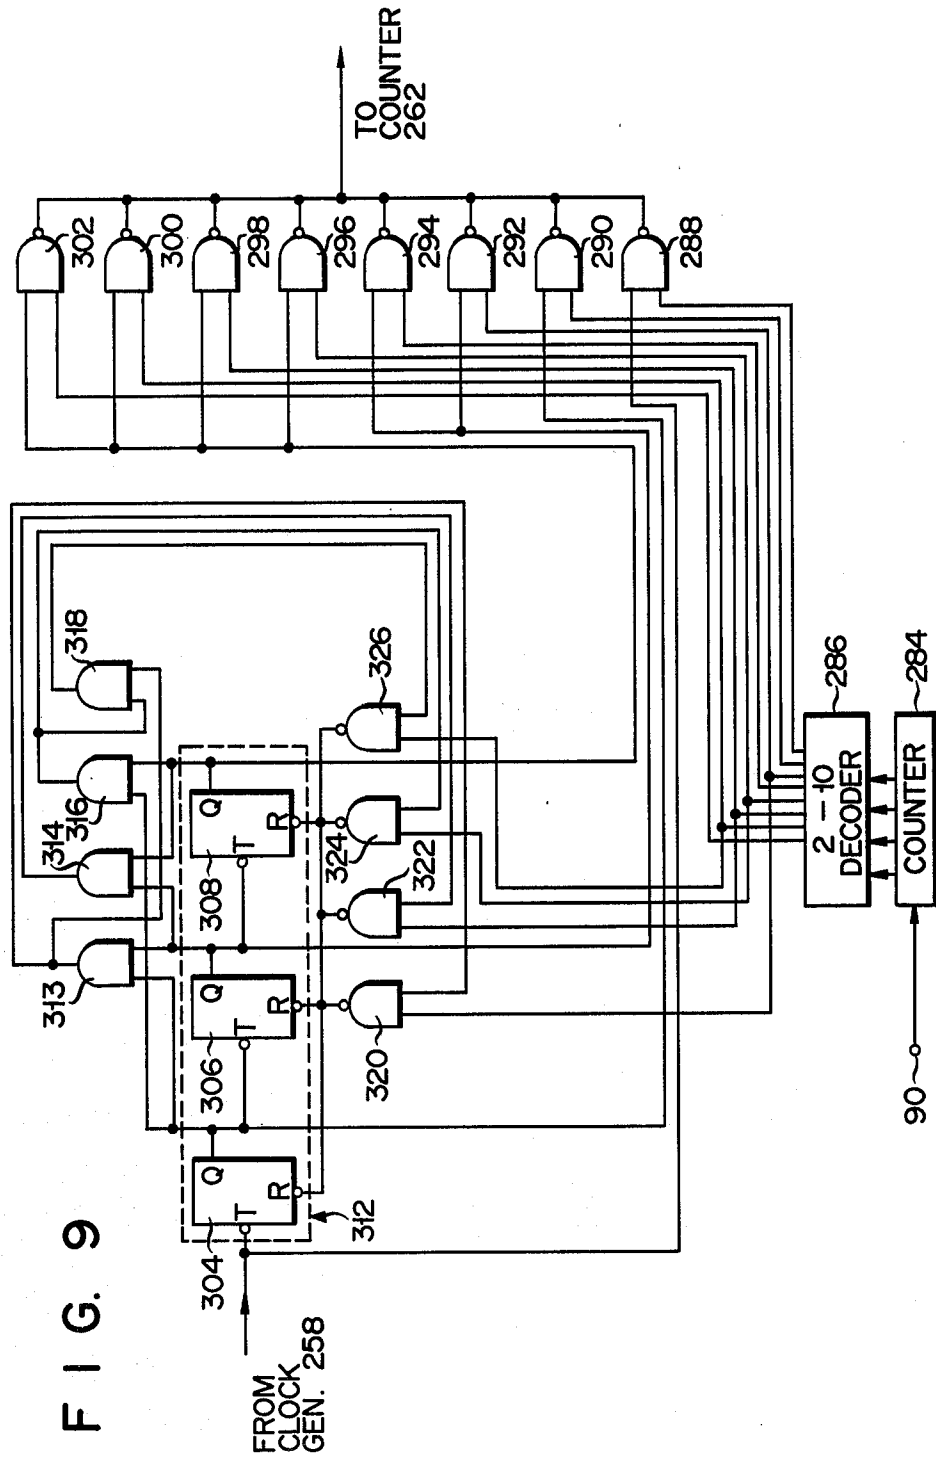 FIG. 9
FROM
CLOCK
GEN. 258
304
T
Q
R
306
T
Q
R
308
T
Q
R
312
313
314
316
318
320
322
324
326
302
300
298
296
294
292
290
288
TO
COUNTER
262
2-10
DECODER
286
COUNTER
284
90